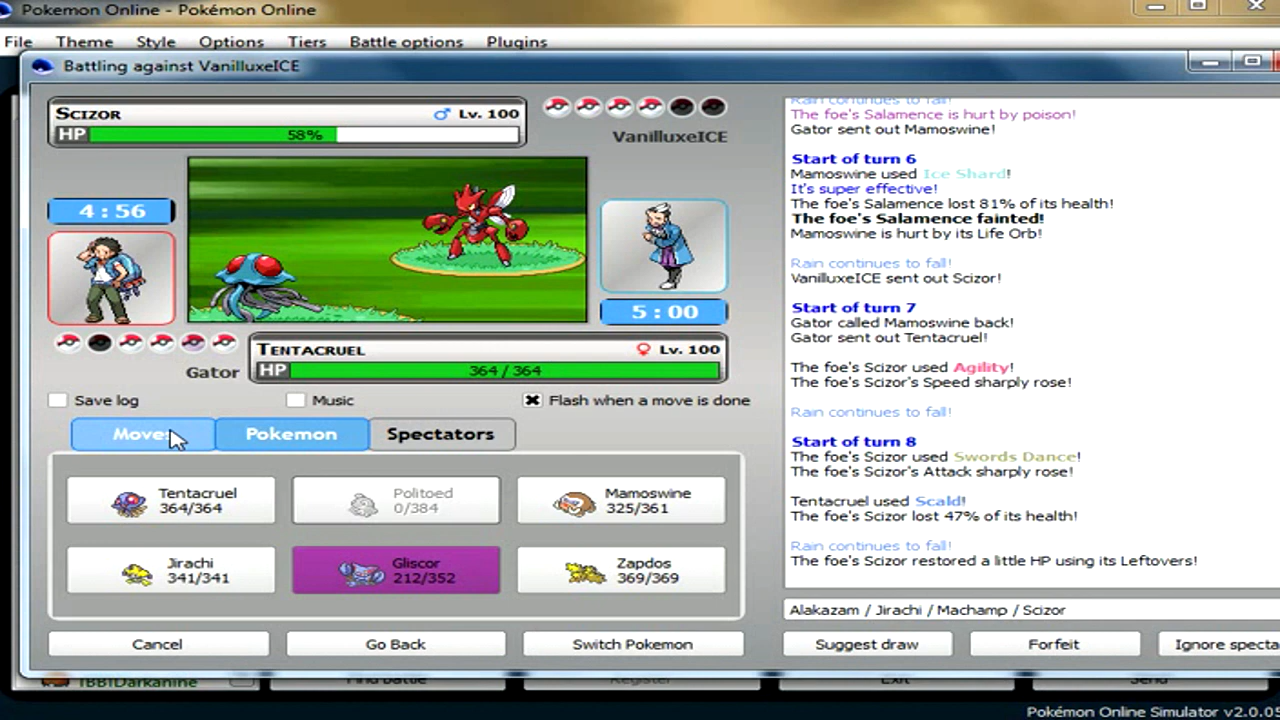 Pokemon Online - Pokémon Online
File Theme Style Options Tiers Battle options Plugins
Battling against VanilluxeICE
SCIZOR ♂ Lv. 100
HP 58%
VanilluxeICE
4:56
5:00
TENTACRUEL ♀ Lv. 100
HP 364 / 364
Gator
Save log Music Flash when a move is done
Moves Pokemon Spectators
Tentacruel
364/364
Politoed
0/384
Mamoswine
325/361
Jirachi
341/341
Gliscor
212/352
Zapdos
369/369
Cancel Go Back Switch Pokemon
Rain continues to fall!
The foe's Salamence is hurt by poison!
Gator sent out Mamoswine!
Start of turn 6
Mamoswine used Ice Shard!
It's super effective!
The foe's Salamence lost 81% of its health!
The foe's Salamence fainted!
Mamoswine is hurt by its Life Orb!
Rain continues to fall!
VanilluxeICE sent out Scizor!
Start of turn 7
Gator called Mamoswine back!
Gator sent out Tentacruel!
The foe's Scizor used Agility!
The foe's Scizor's Speed sharply rose!
Rain continues to fall!
Start of turn 8
The foe's Scizor used Swords Dance!
The foe's Scizor's Attack sharply rose!
Tentacruel used Scald!
The foe's Scizor lost 47% of its health!
Rain continues to fall!
The foe's Scizor restored a little HP using its Leftovers!
Alakazam / Jirachi / Machamp / Scizor
Suggest draw Forfeit Ignore specta
TBBTDarkanine Find Battle Register Exit Send
Pokémon Online Simulator v2.0.05